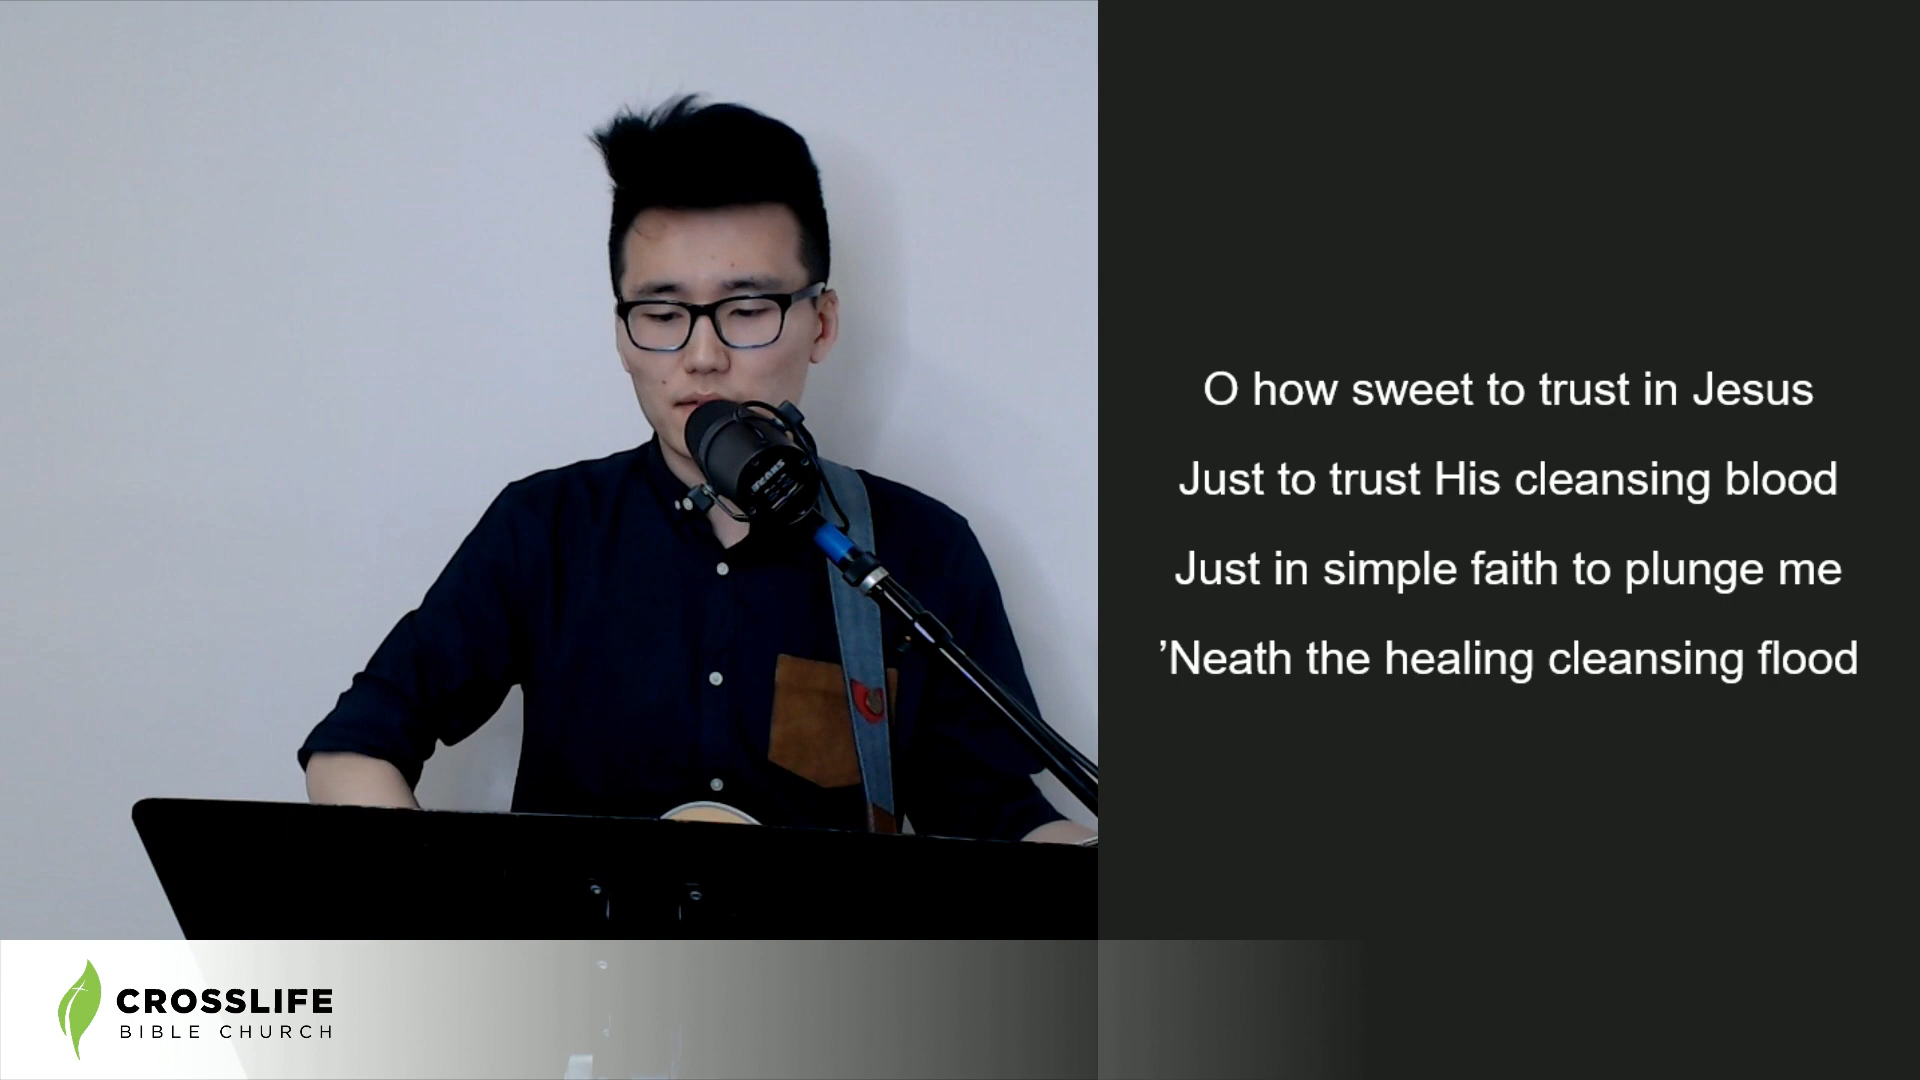 O how sweet to trust in Jesus
Just to trust His cleansing blood
Just in simple faith to plunge me
’Neath the healing cleansing flood
SHURE
CROSSLIFE
BIBLE CHURCH